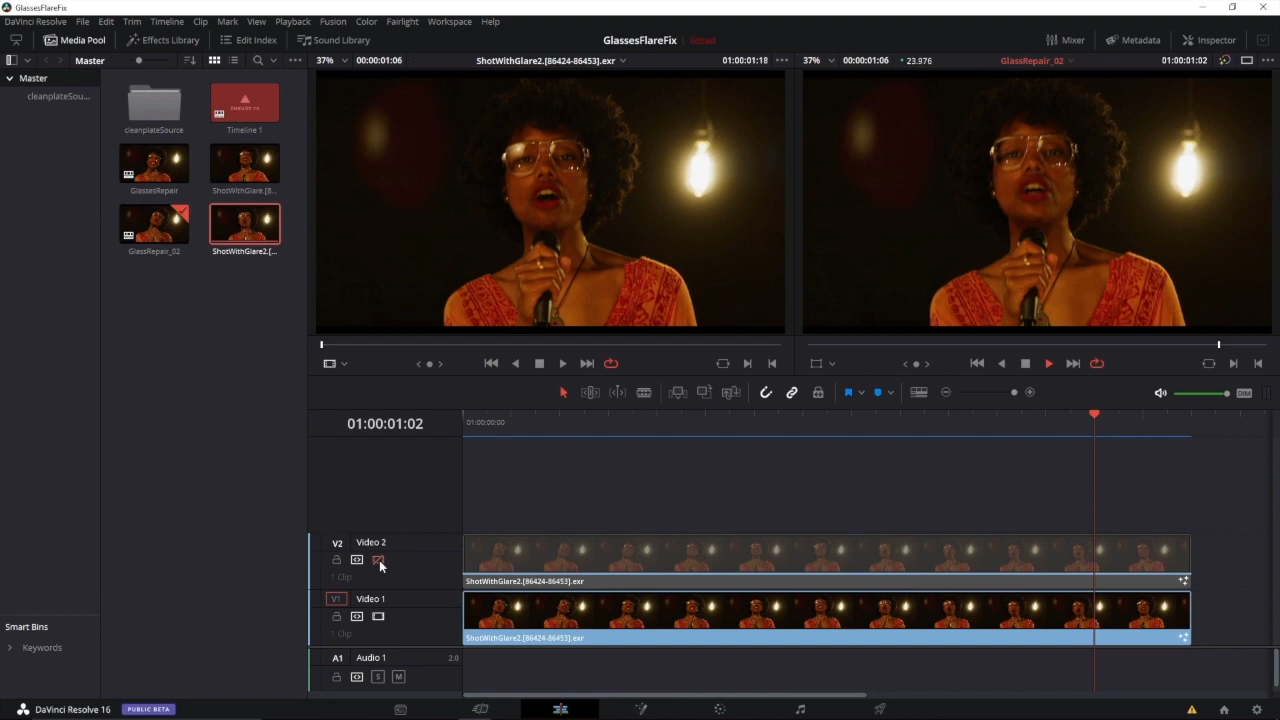 GlassesFlareFix
DaVinci Resolve File Edit Trim Timeline Clip Mark View Playback Fusion Color Fairlight Workspace Help
Media Pool Effects Library Edit Index Sound Library GlassesFlareFix Edited Mixer Metadata Inspector
Master 37% 00:00:01:06 ShotWithGlare2.[86424-86453].exr 01:00:01:18 37% 00:00:01:06 23.976 GlassRepair_02 01:00:01:02
Master
cleanplateSou...
cleanplateSource Timeline 1
GlassesRepair ShotWithGlare.[8...
GlassRepair_02 ShotWithGlare2.[...
DIM
01:00:01:02 01:00:00:00
V2 Video 2
1 Clip ShotWithGlare2.[86424-86453].exr
V1 Video 1
1 Clip ShotWithGlare2.[86424-86453].exr
Smart Bins
Keywords
A1 Audio 1 2.0
S M
DaVinci Resolve 16 PUBLIC BETA